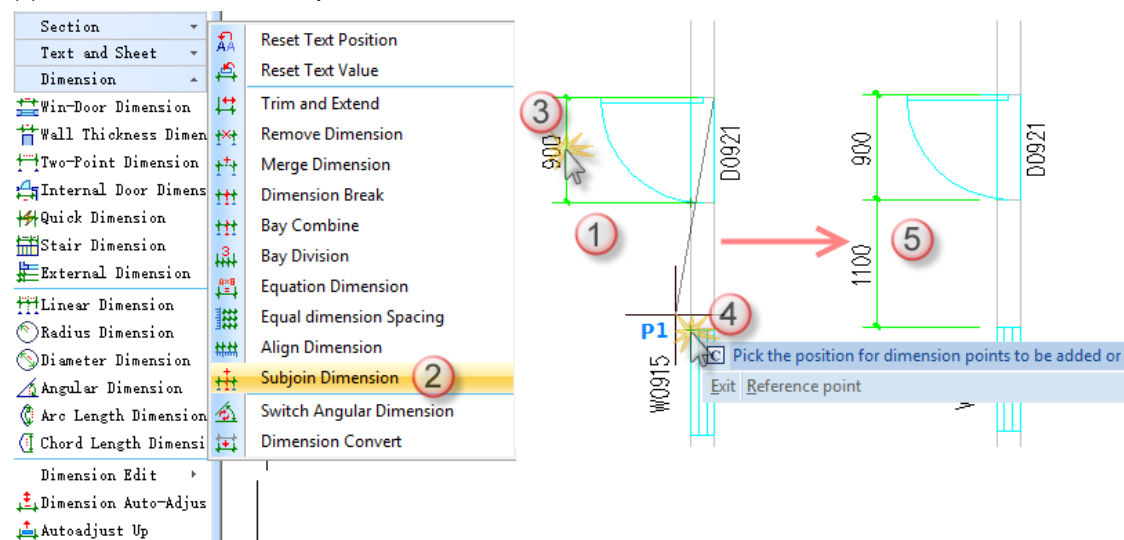 Section
Text and Sheet
Dimension
Win-Door Dimension
Wall Thickness Dimen
Two-Point Dimension
Internal Door Dimens
Quick Dimension
Stair Dimension
External Dimension
Linear Dimension
Radius Dimension
Diameter Dimension
Angular Dimension
Arc Length Dimension
Chord Length Dimensi
Dimension Edit
Dimension Auto-Adjus
Autoadjust Up
Reset Text Position
Reset Text Value
Trim and Extend
Remove Dimension
Merge Dimension
Dimension Break
Bay Combine
Bay Division
Equation Dimension
Equal dimension Spacing
Align Dimension
Subjoin Dimension 2
Switch Angular Dimension
Dimension Convert
3
900
D0921
1
4
P1
W0915
900
D0921
5
1100
Pick the position for dimension points to be added or
Exit Reference point